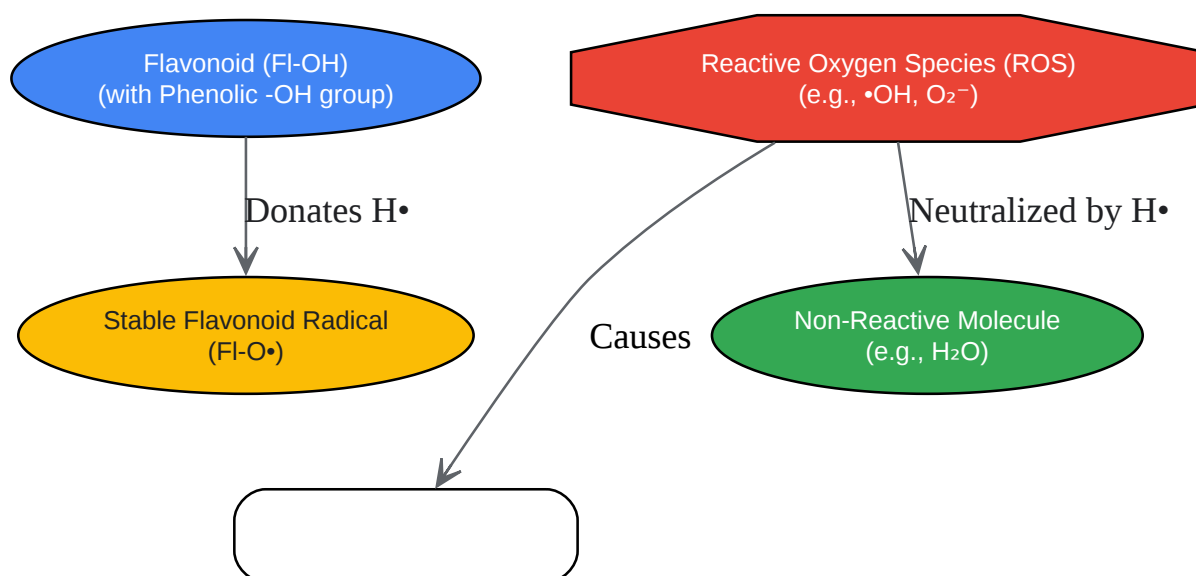 Flavonoid (Fl-OH)
(with Phenolic -OH group)
Reactive Oxygen Species (ROS)
(e.g., •OH, O₂⁻)
Donates H•
Neutralized by H•
Stable Flavonoid Radical
(Fl-O•)
Causes
Non-Reactive Molecule
(e.g., H₂O)